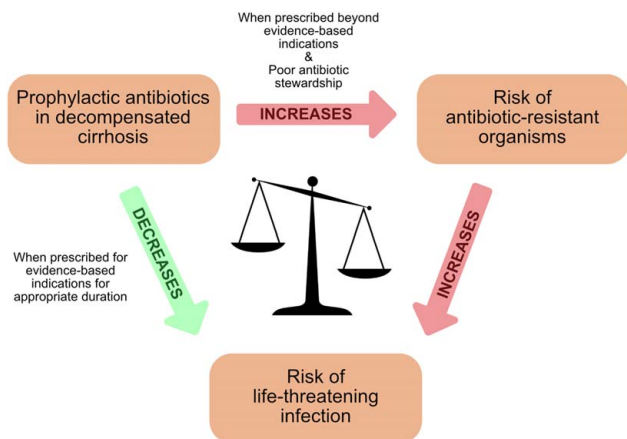 When prescribed beyond
evidence-based
indications
&
Poor antibiotic
stewardship
Prophylactic antibiotics
in decompensated
cirrhosis
INCREASES
Risk of
antibiotic-resistant
organisms
DECREASES
When prescribed for
evidence-based
indications for
appropriate duration
INCREASES
Risk of
life-threatening
infection